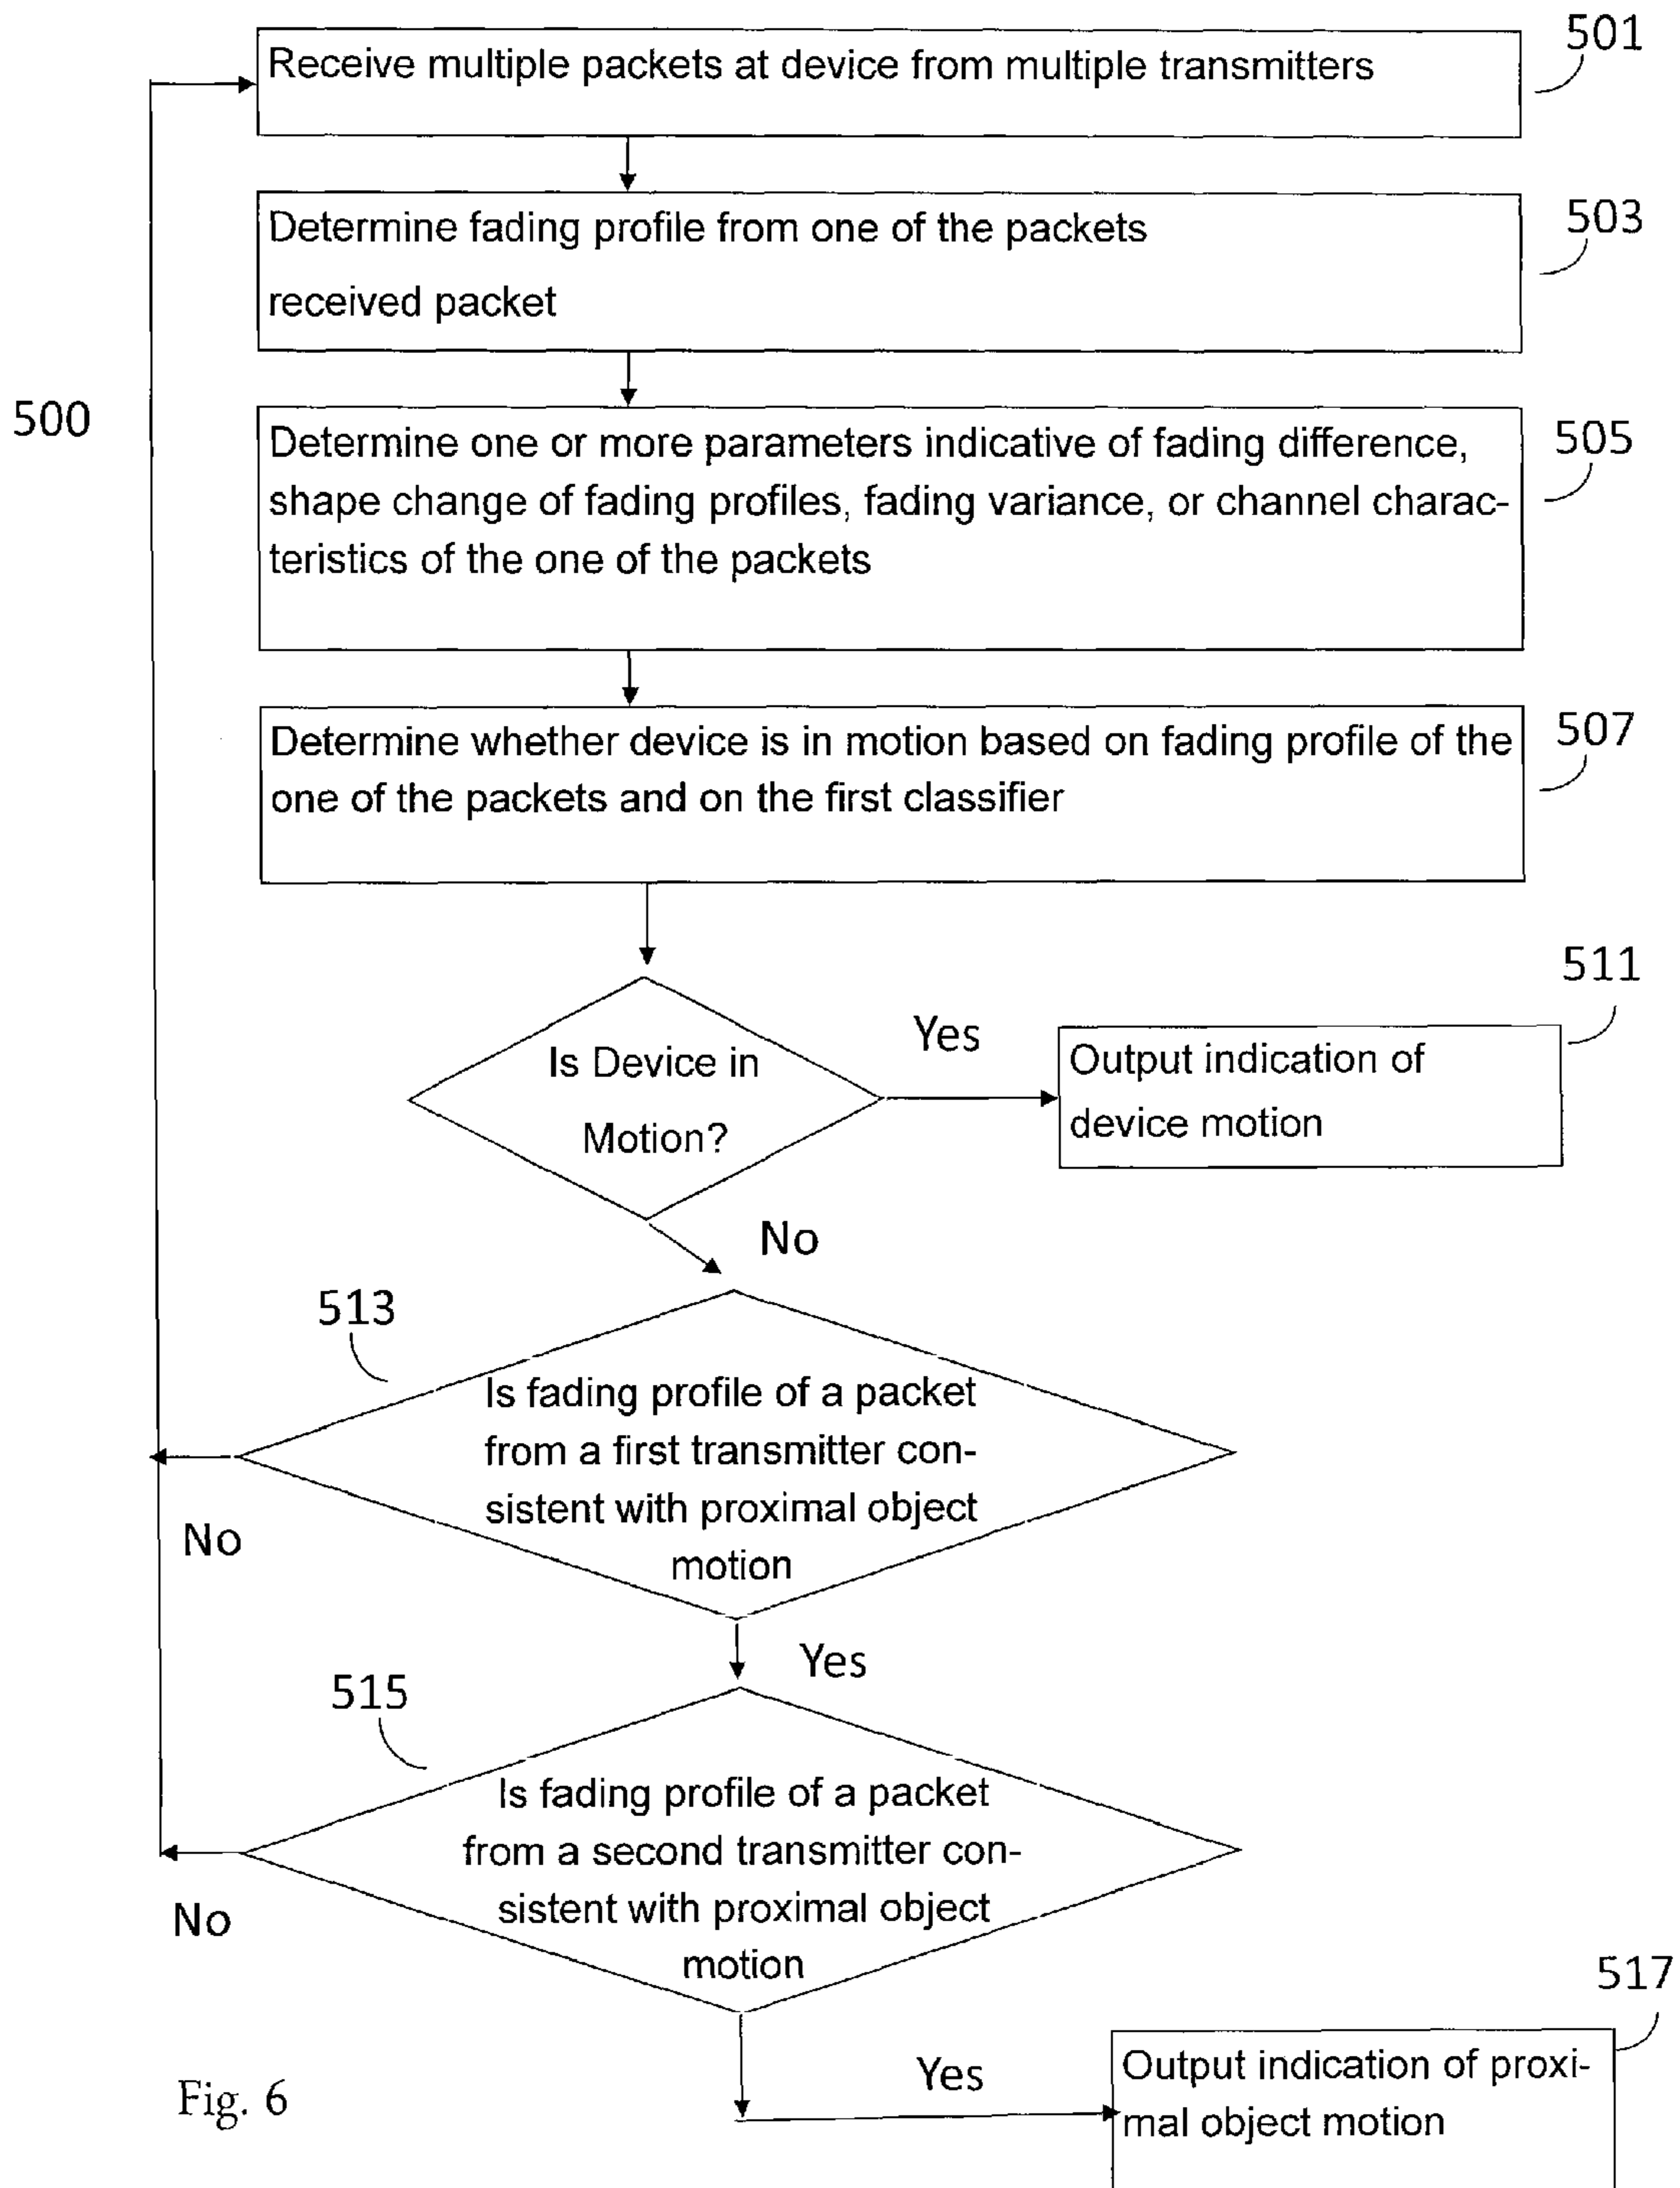 501
Receive multiple packets at device from multiple transmitters
503
Determine fading profile from one of the packets
received packet
500
505
Determine one or more parameters indicative of fading difference,
shape change of fading profiles, fading variance, or channel charac-
teristics of the one of the packets
507
Determine whether device is in motion based on fading profile of the
one of the packets and on the first classifier
511
Is Device in
Motion?
Yes
Output indication of
device motion
No
513
Is fading profile of a packet
from a first transmitter con-
sistent with proximal object
motion
No
Yes
515
Is fading profile of a packet
from a second transmitter con-
sistent with proximal object
motion
No
517
Yes
Output indication of proxi-
mal object motion
Fig. 6